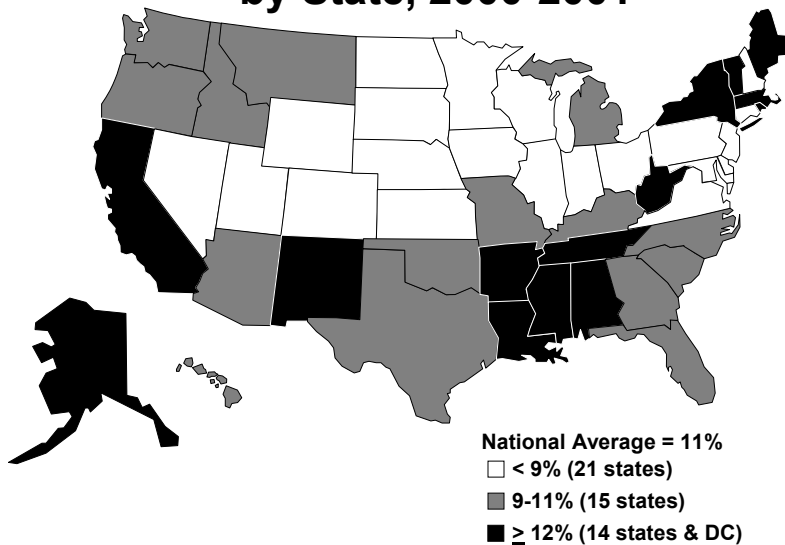 by State, 2000-2001
National Average = 11%
< 9% (21 states)
9-11% (15 states)
≥ 12% (14 states & DC)